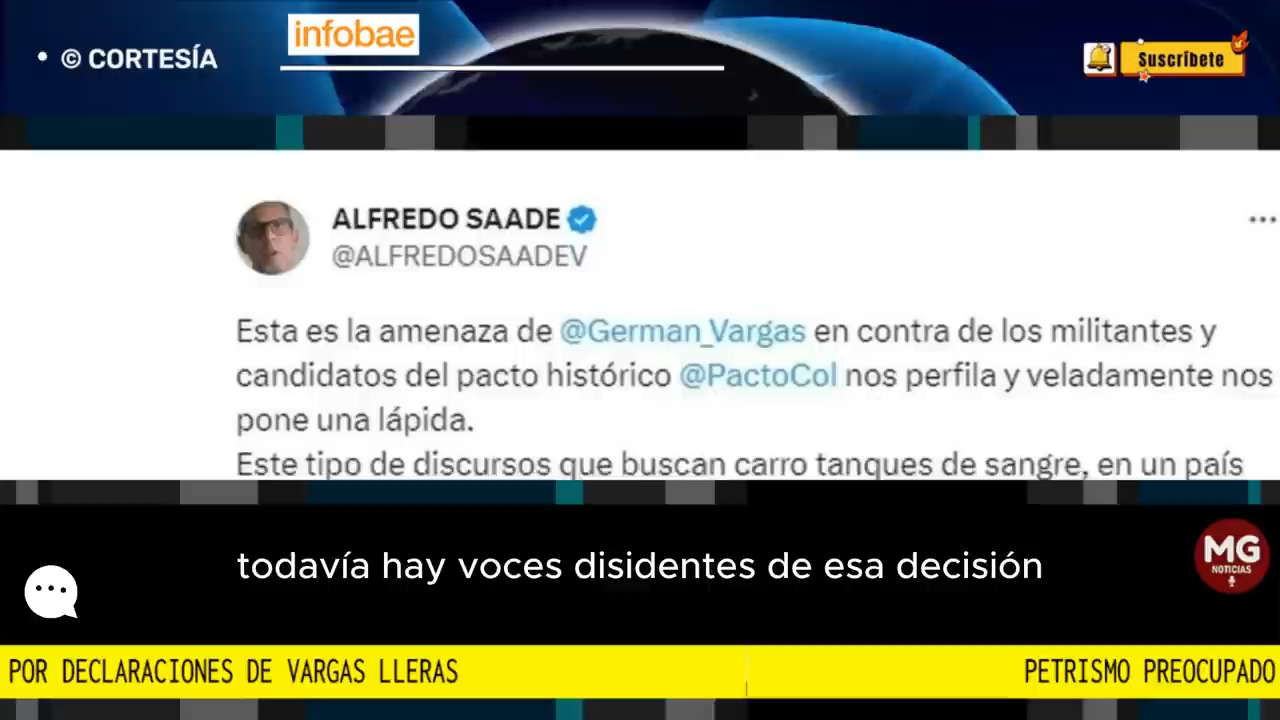 • © CORTESÍA
infobae
Suscríbete
ALFREDO SAADE
@ALFREDOSAADEV
Esta es la amenaza de @German_Vargas en contra de los militantes y
candidatos del pacto histórico @PactoCol nos perfila y veladamente nos
pone una lápida.
Este tipo de discursos que buscan carro tanques de sangre, en un país
todavía hay voces disidentes de esa decisión
MG
NOTICIAS
POR DECLARACIONES DE VARGAS LLERAS
PETRISMO PREOCUPADO